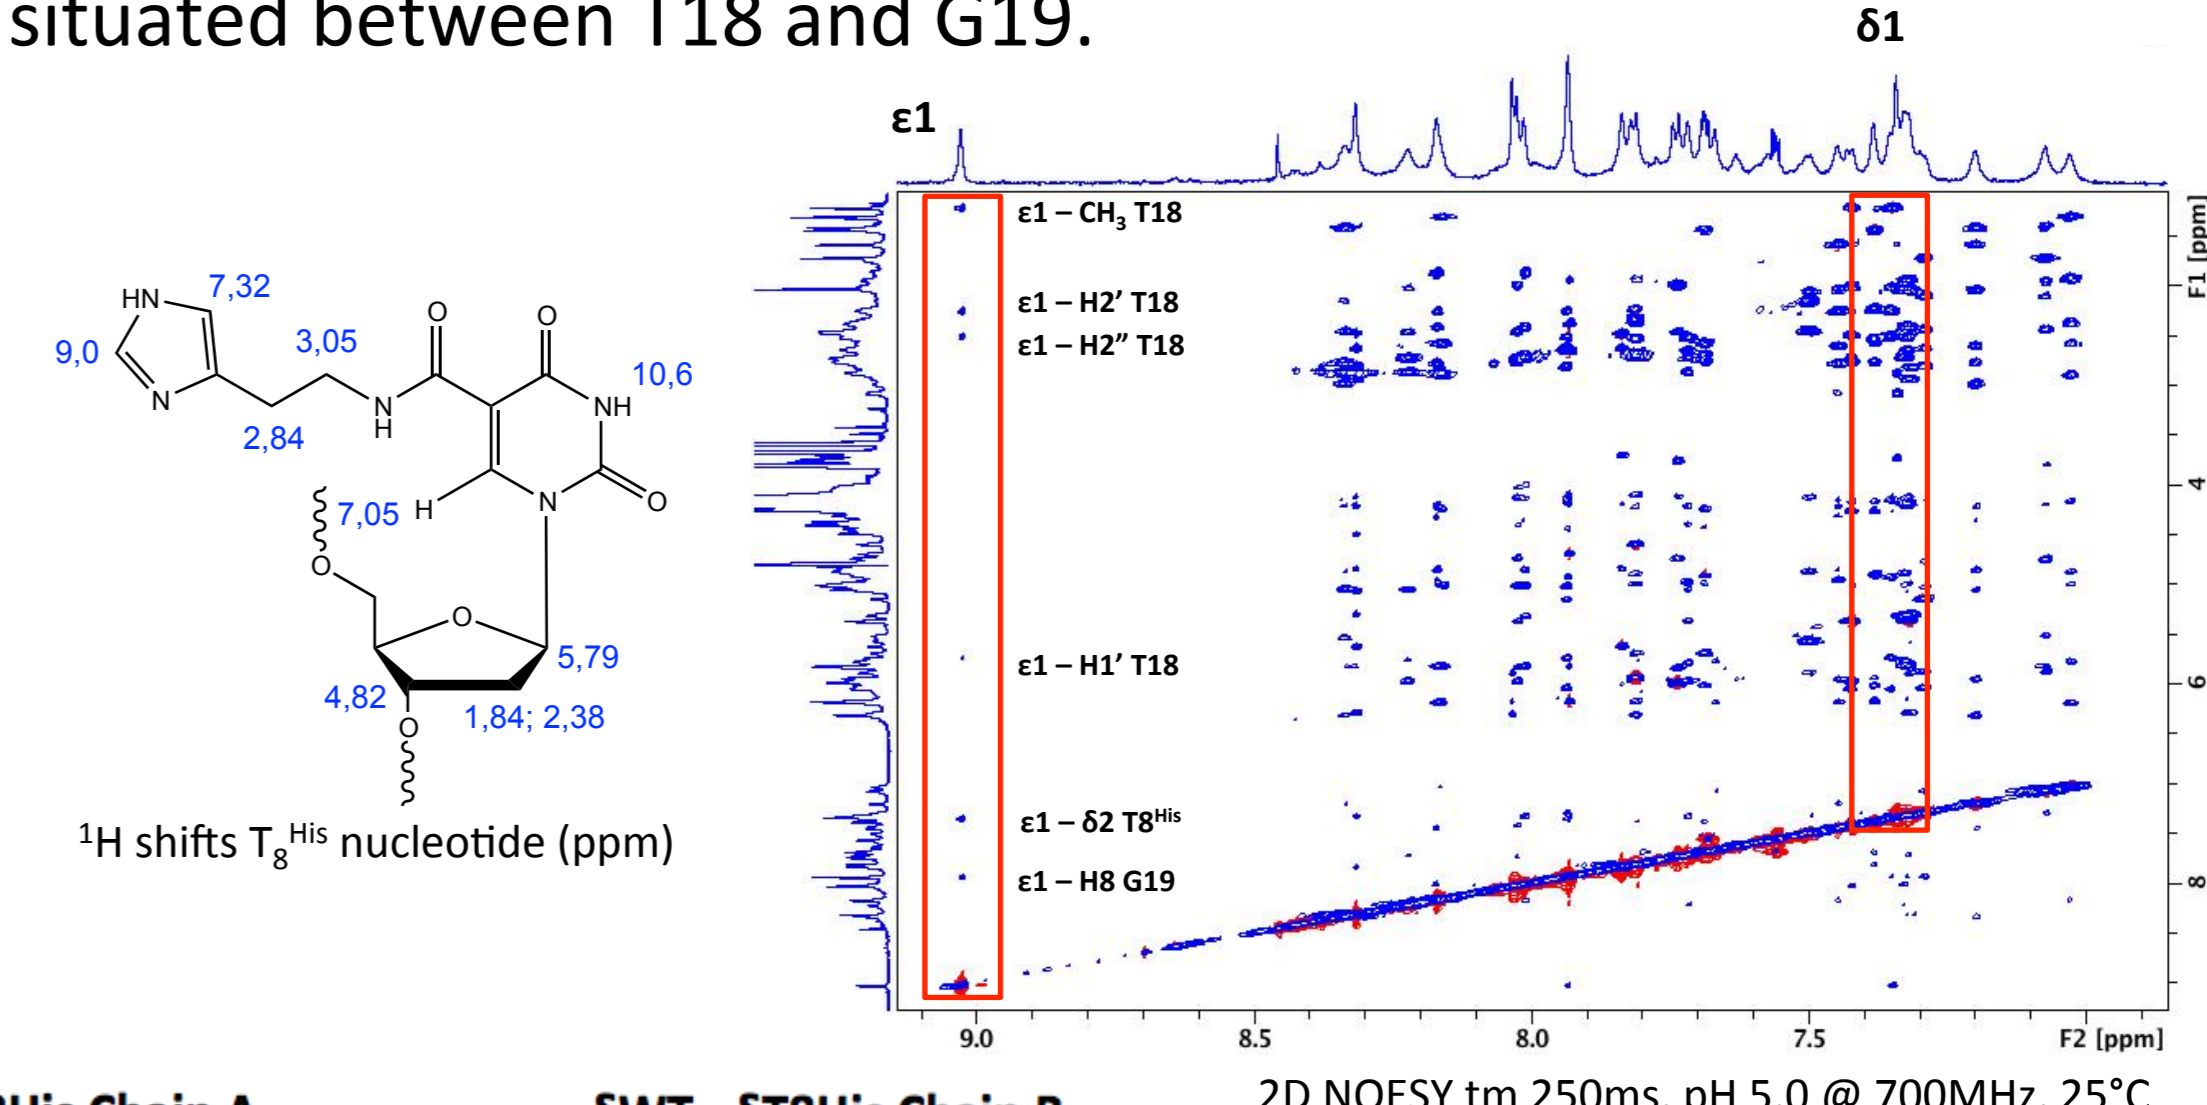 situated between T18 and G19.
δ1
ε1
ε1 – CH3 T18
ε1 – H2’ T18
ε1 – H2” T18
ε1 – H1’ T18
ε1 – δ2 T8His
ε1 – H8 G19
F1 [ppm]
4
6
8
9.0 8.5 8.0 7.5 F2 [ppm]
HN
7,32
9,0
N
3,05
2,84
N
H
O
O
10,6
NH
N
O
H
7,05
O
O
5,79
4,82
1,84; 2,38
O
1H shifts T8His nucleotide (ppm)
2D NOESY tm 250ms, pH 5.0 @ 700MHz, 25°C